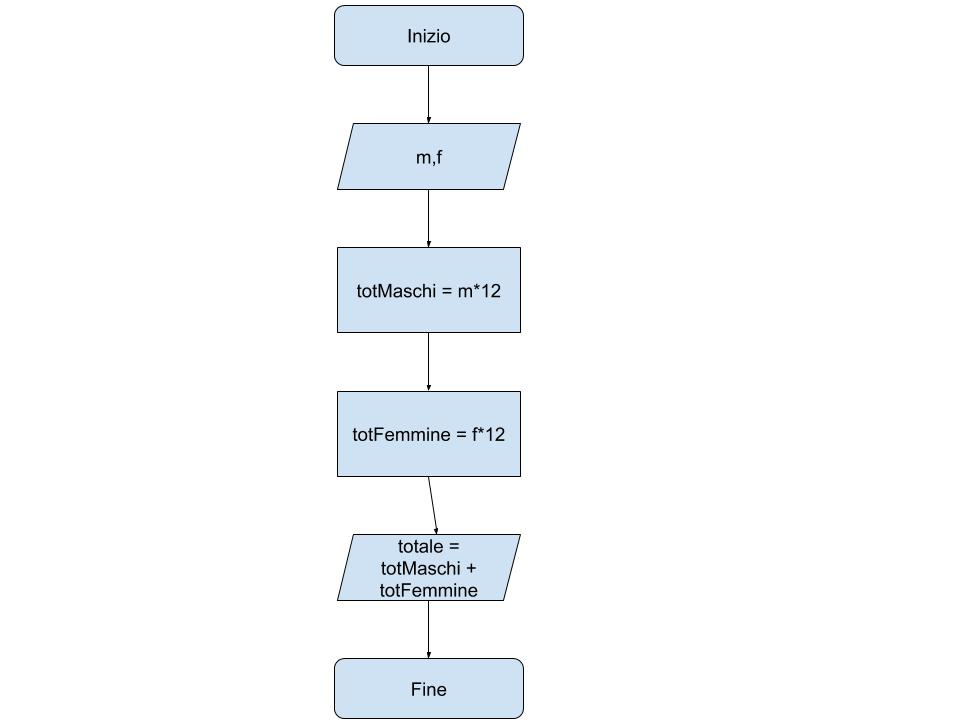 Inizio
m,f
totMaschi = m*12
totFemmine = f*12
totale =
totMaschi +
totFemmine
Fine